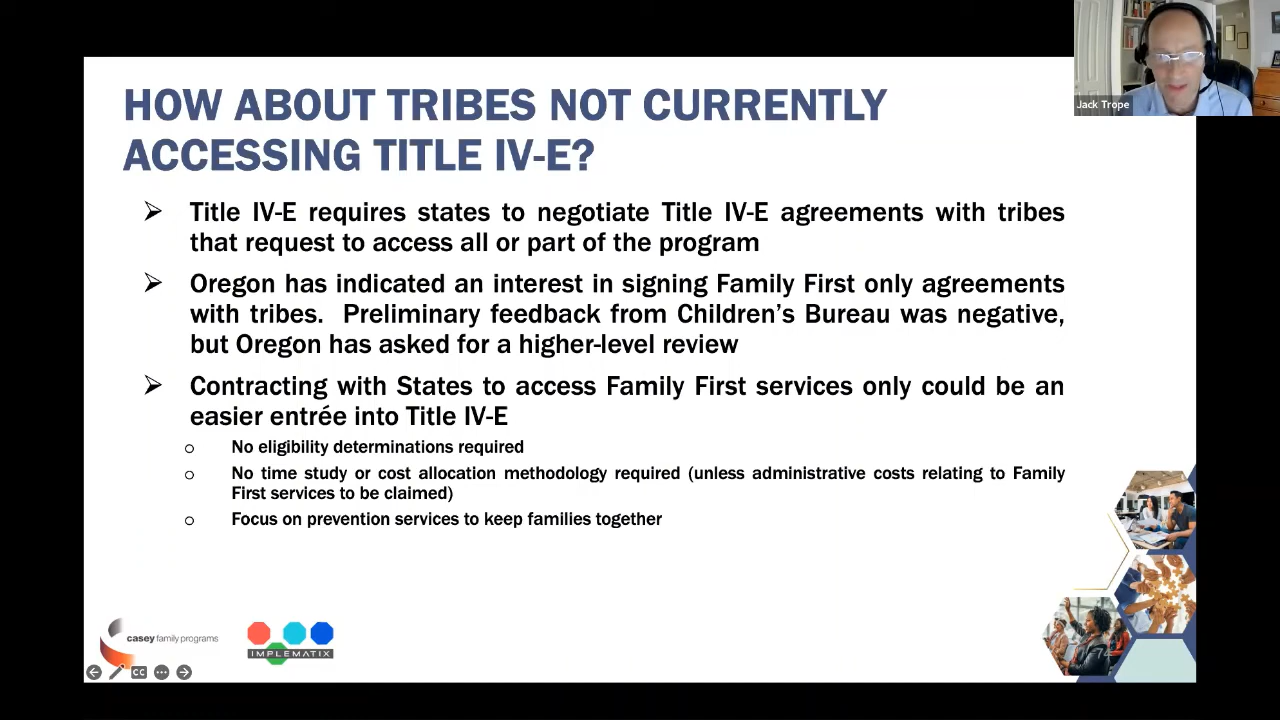 Jack Trope
HOW ABOUT TRIBES NOT CURRENTLY
ACCESSING TITLE IV-E?
Title IV-E requires states to negotiate Title IV-E agreements with tribes
that request to access all or part of the program
Oregon has indicated an interest in signing Family First only agreements
with tribes. Preliminary feedback from Children’s Bureau was negative,
but Oregon has asked for a higher-level review
Contracting with States to access Family First services only could be an
easier entrée into Title IV-E
No eligibility determinations required
No time study or cost allocation methodology required (unless administrative costs relating to Family
First services to be claimed)
Focus on prevention services to keep families together
casey family programs
IMPLEMATIX
CC